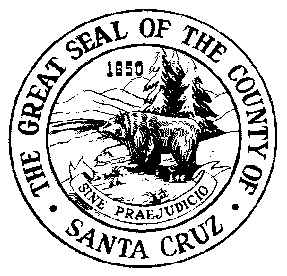 THE GREAT SEAL OF THE COUNTY OF
• SANTA CRUZ •
1850
SINE PRAEJUDICIO